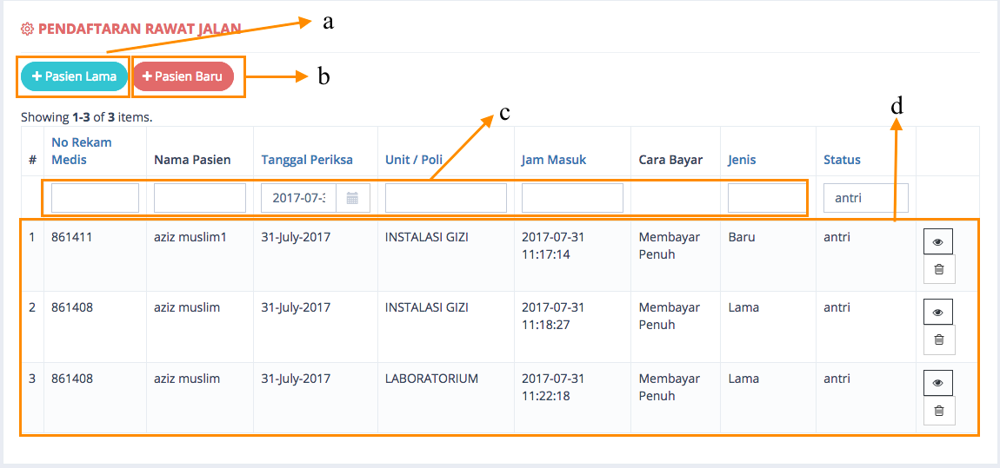 a
PENDAFTARAN RAWAT JALAN
Pasien Lama Pasien Baru b
Showing 1-3 of 3 items.
c
d
# No Rekam Medis Nama Pasien Tanggal Periksa Unit / Poli Jam Masuk Cara Bayar Jenis Status
2017-07-3 antri
1 861411 aziz muslim1 31-July-2017 INSTALASI GIZI 2017-07-31 11:17:14 Membayar Penuh Baru antri
2 861408 aziz muslim 31-July-2017 INSTALASI GIZI 2017-07-31 11:18:27 Membayar Penuh Lama antri
3 861408 aziz muslim 31-July-2017 LABORATORIUM 2017-07-31 11:22:18 Membayar Penuh Lama antri